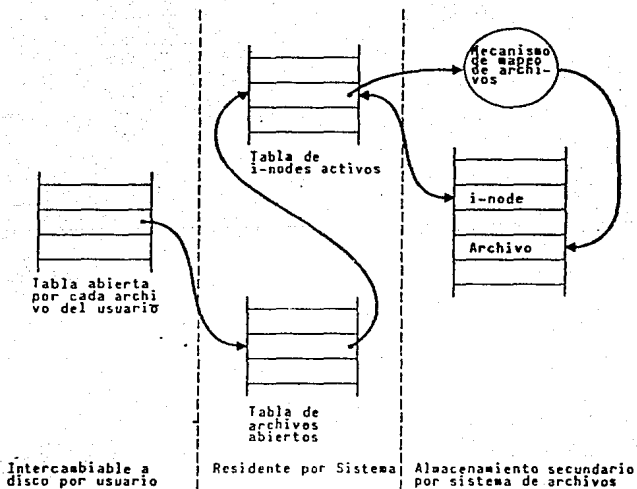 Mecanismo
de mapro
de archi-
vos
Tabla de
i-nodes activos
i-node
Archivo
Tabla abierta
por cada archi
vo del usuario
Tabla de
archivos
abiertos
Intercambiable a
disco por usuario
Residente por Sistema
Almacenamiento secundario
por sistema de archivos